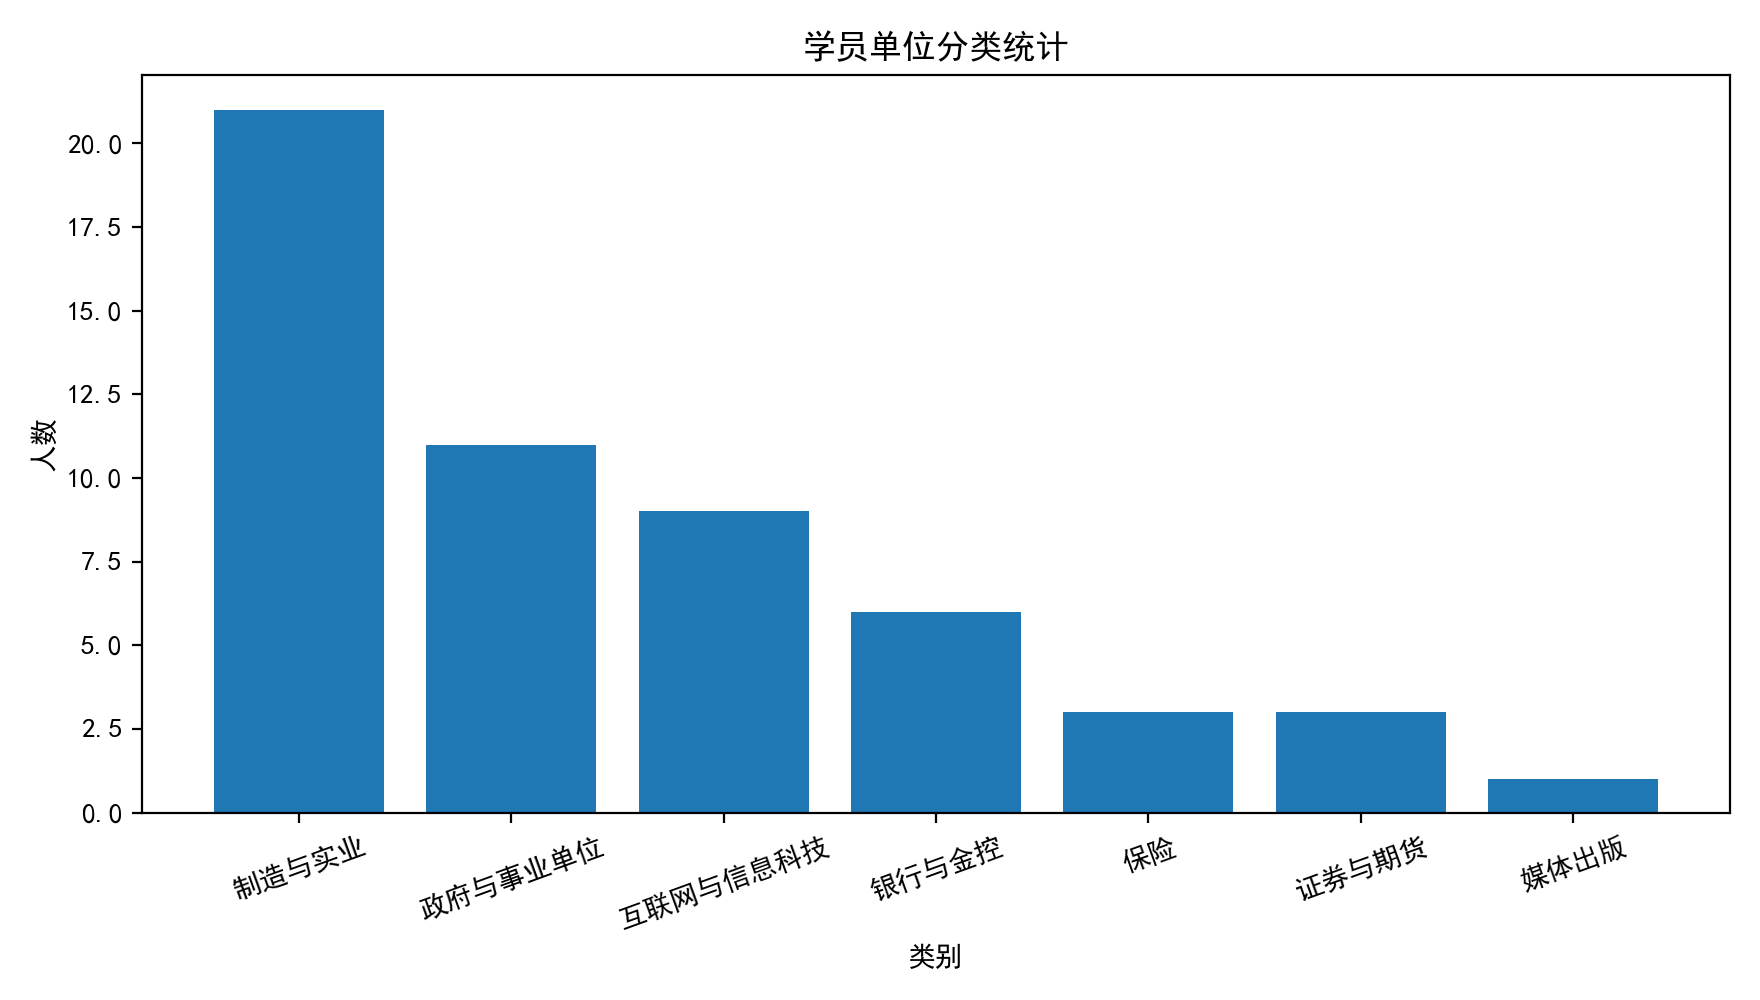 学员单位分类统计
人数
20.0
17.5
15.0
12.5
10.0
7.5
5.0
2.5
0.0
制造与实业
政府与事业单位
互联网与信息科技
银行与金控
保险
证券与期货
媒体出版
类别